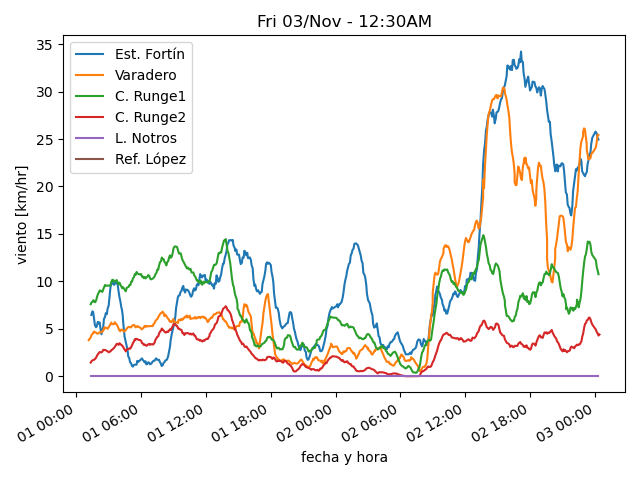 Fri 03/Nov - 12:30AM
35
30
25
20
15
10
5
0
viento [km/hr]
Est. Fortín
Varadero
C. Runge1
C. Runge2
L. Notros
Ref. López
01 00:00
01 06:00
01 12:00
01 18:00
02 00:00
02 06:00
02 12:00
02 18:00
03 00:00
fecha y hora